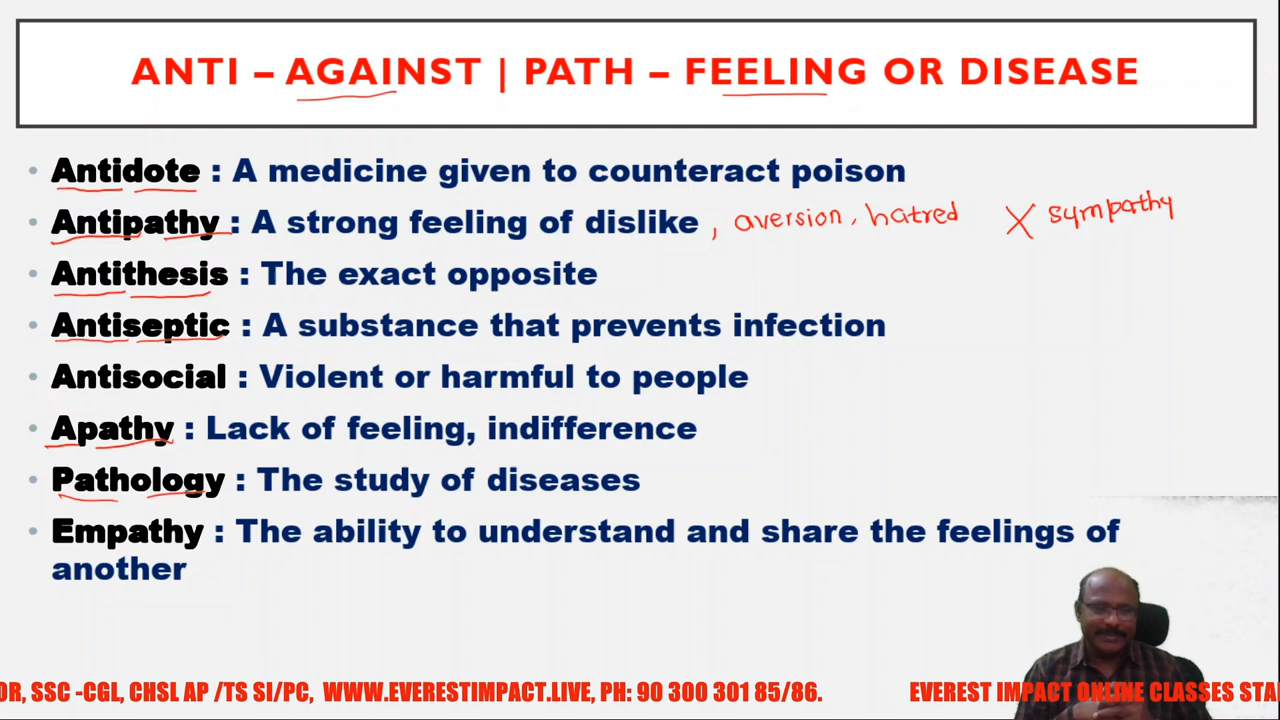 ANTI – AGAINST | PATH – FEELING OR DISEASE
• Antidote : A medicine given to counteract poison
• Antipathy : A strong feeling of dislike , aversion, hatred X sympathy
• Antithesis : The exact opposite
• Antiseptic : A substance that prevents infection
• Antisocial : Violent or harmful to people
• Apathy : Lack of feeling, indifference
• Pathology : The study of diseases
• Empathy : The ability to understand and share the feelings of
another
OR, SSC -CGL, CHSL AP /TS SI/PC, WWW.EVERESTIMPACT.LIVE, PH: 90 300 301 85/86. EVEREST IMPACT ONLINE CLASSES STA